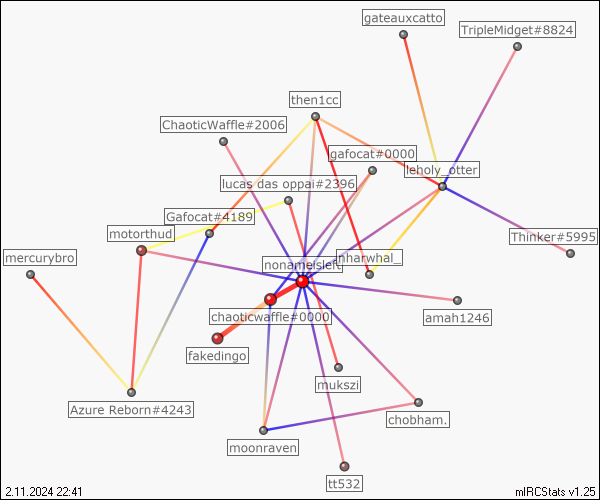 gateauxcatto
TripleMidget#8824
then1cc
ChaoticWaffle#2006
gafocat#0000
leholy_otter
lucas das oppai#2396
Gafocat#4189
motorthud
Thinker#5995
mercurybro
nonameisleft
nharwhal_
chaoticwaffle#0000
amah1246
fakedingo
mukszi
Azure Reborn#4243
chobham.
moonraven
tt532
2.11.2024 22:41
mIRCStats v1.25